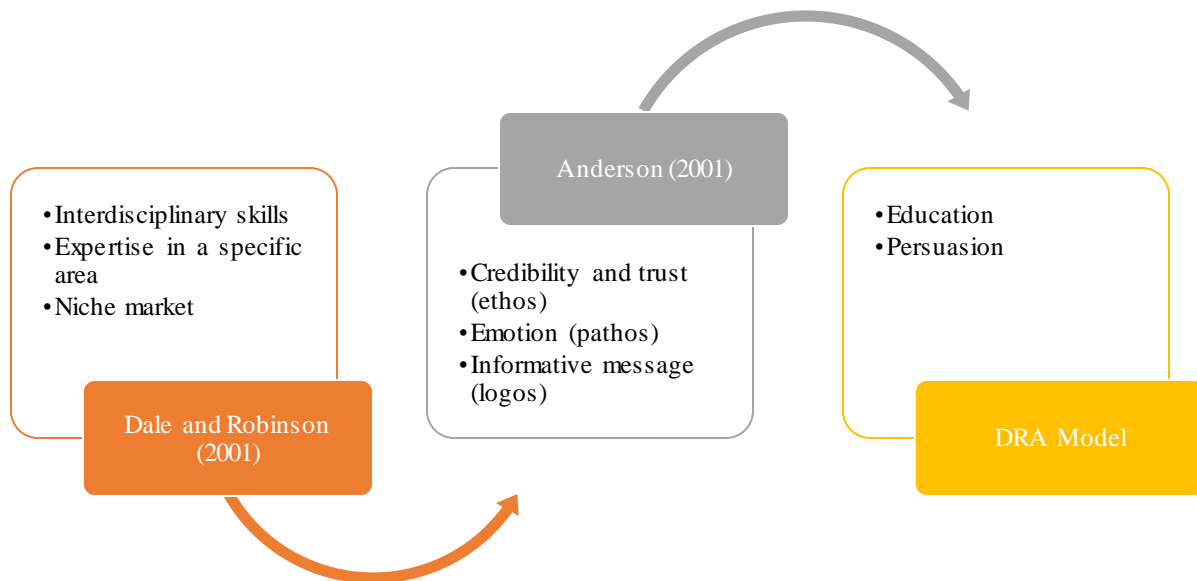 •Interdisciplinary skills
•Expertise in a specific
area
•Niche market
Dale and Robinson
(2001)
Anderson (2001)
•Credibility and trust
(ethos)
•Emotion (pathos)
•Informative message
(logos)
•Education
•Persuasion
DRA Model